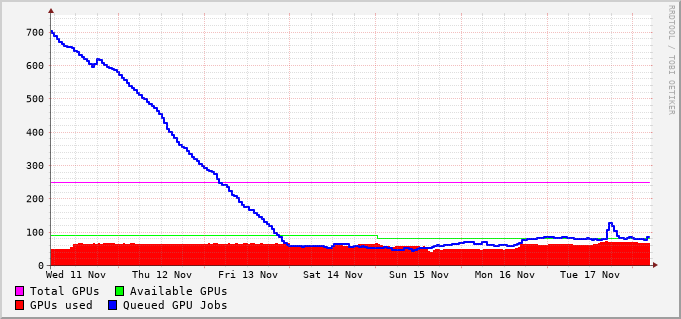 RRDTOOL / TOBI OETIKER
700
600
500
400
300
200
100
0
Wed 11 Nov Thu 12 Nov Fri 13 Nov Sat 14 Nov Sun 15 Nov Mon 16 Nov Tue 17 Nov
Total GPUs Available GPUs
GPUs used Queued GPU Jobs